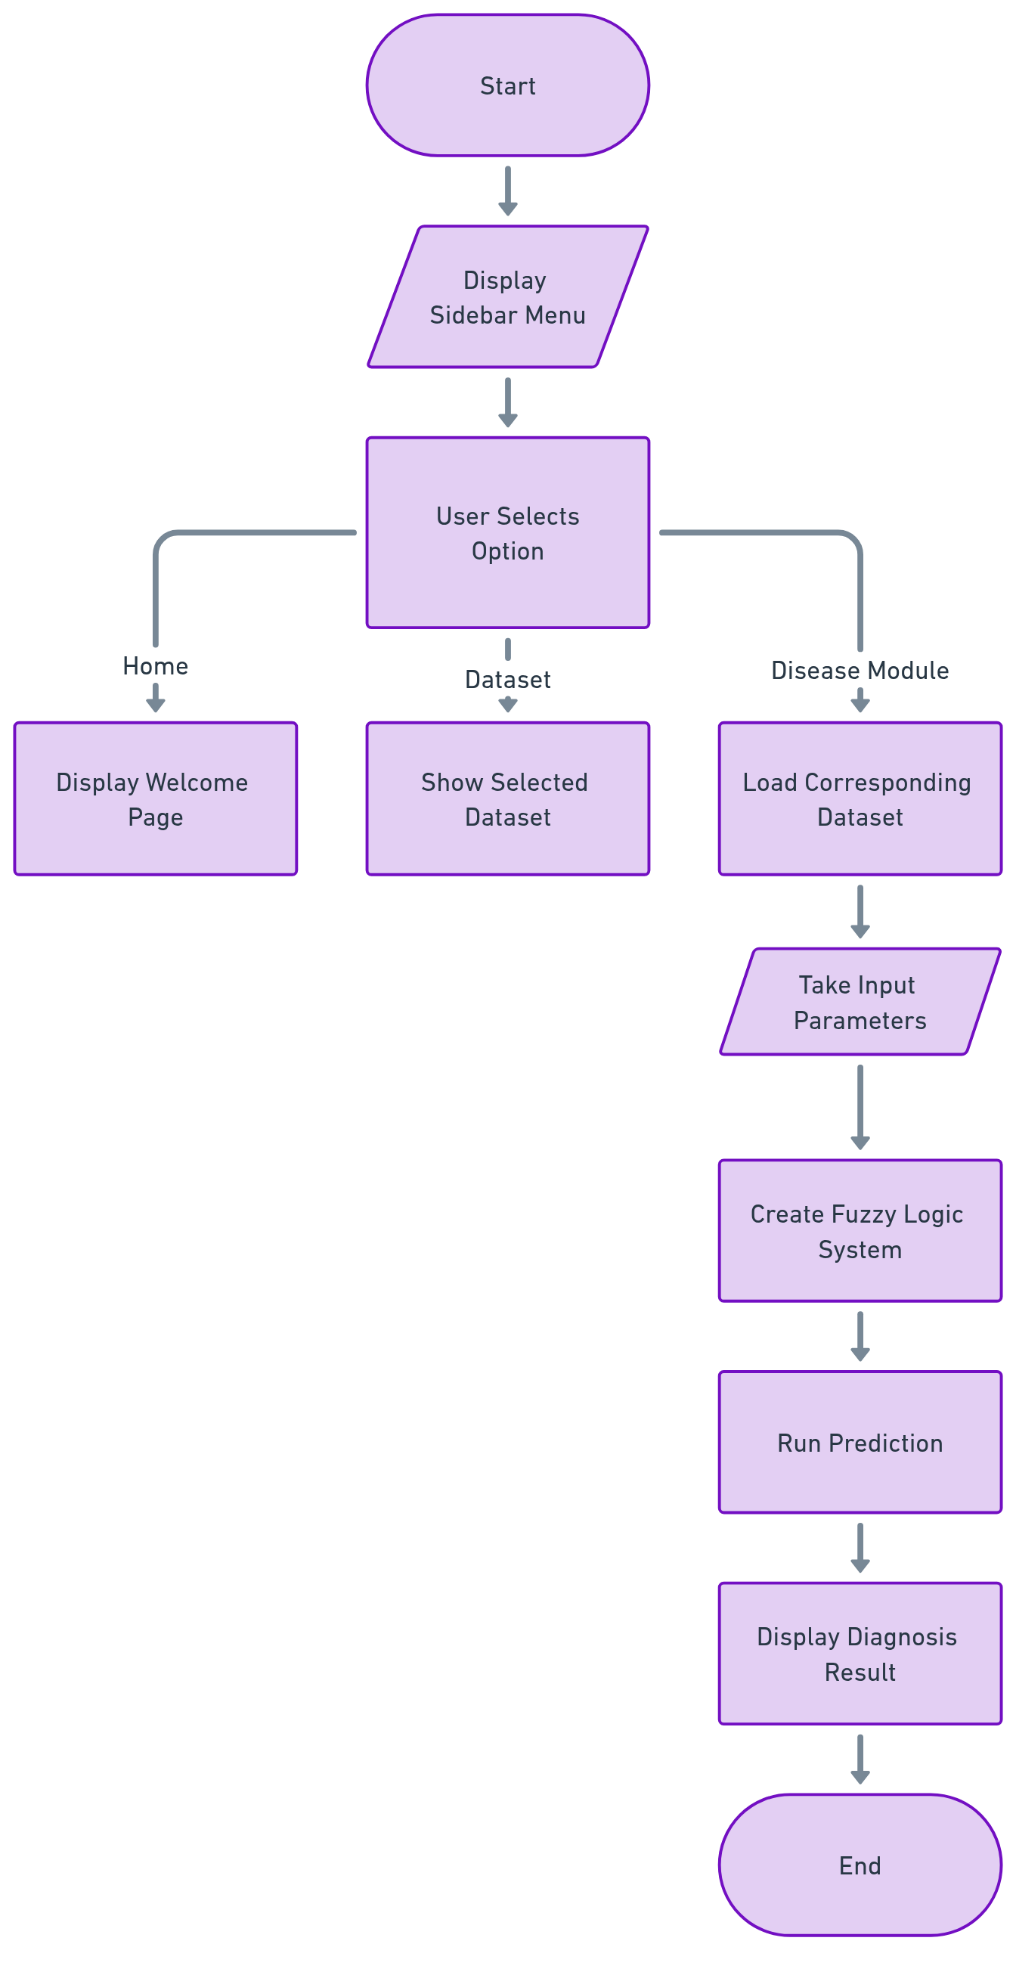 Start
Display
Sidebar Menu
User Selects
Option
Home
Dataset
Disease Module
Display Welcome
Page
Show Selected
Dataset
Load Corresponding
Dataset
Take Input
Parameters
Create Fuzzy Logic
System
Run Prediction
Display Diagnosis
Result
End